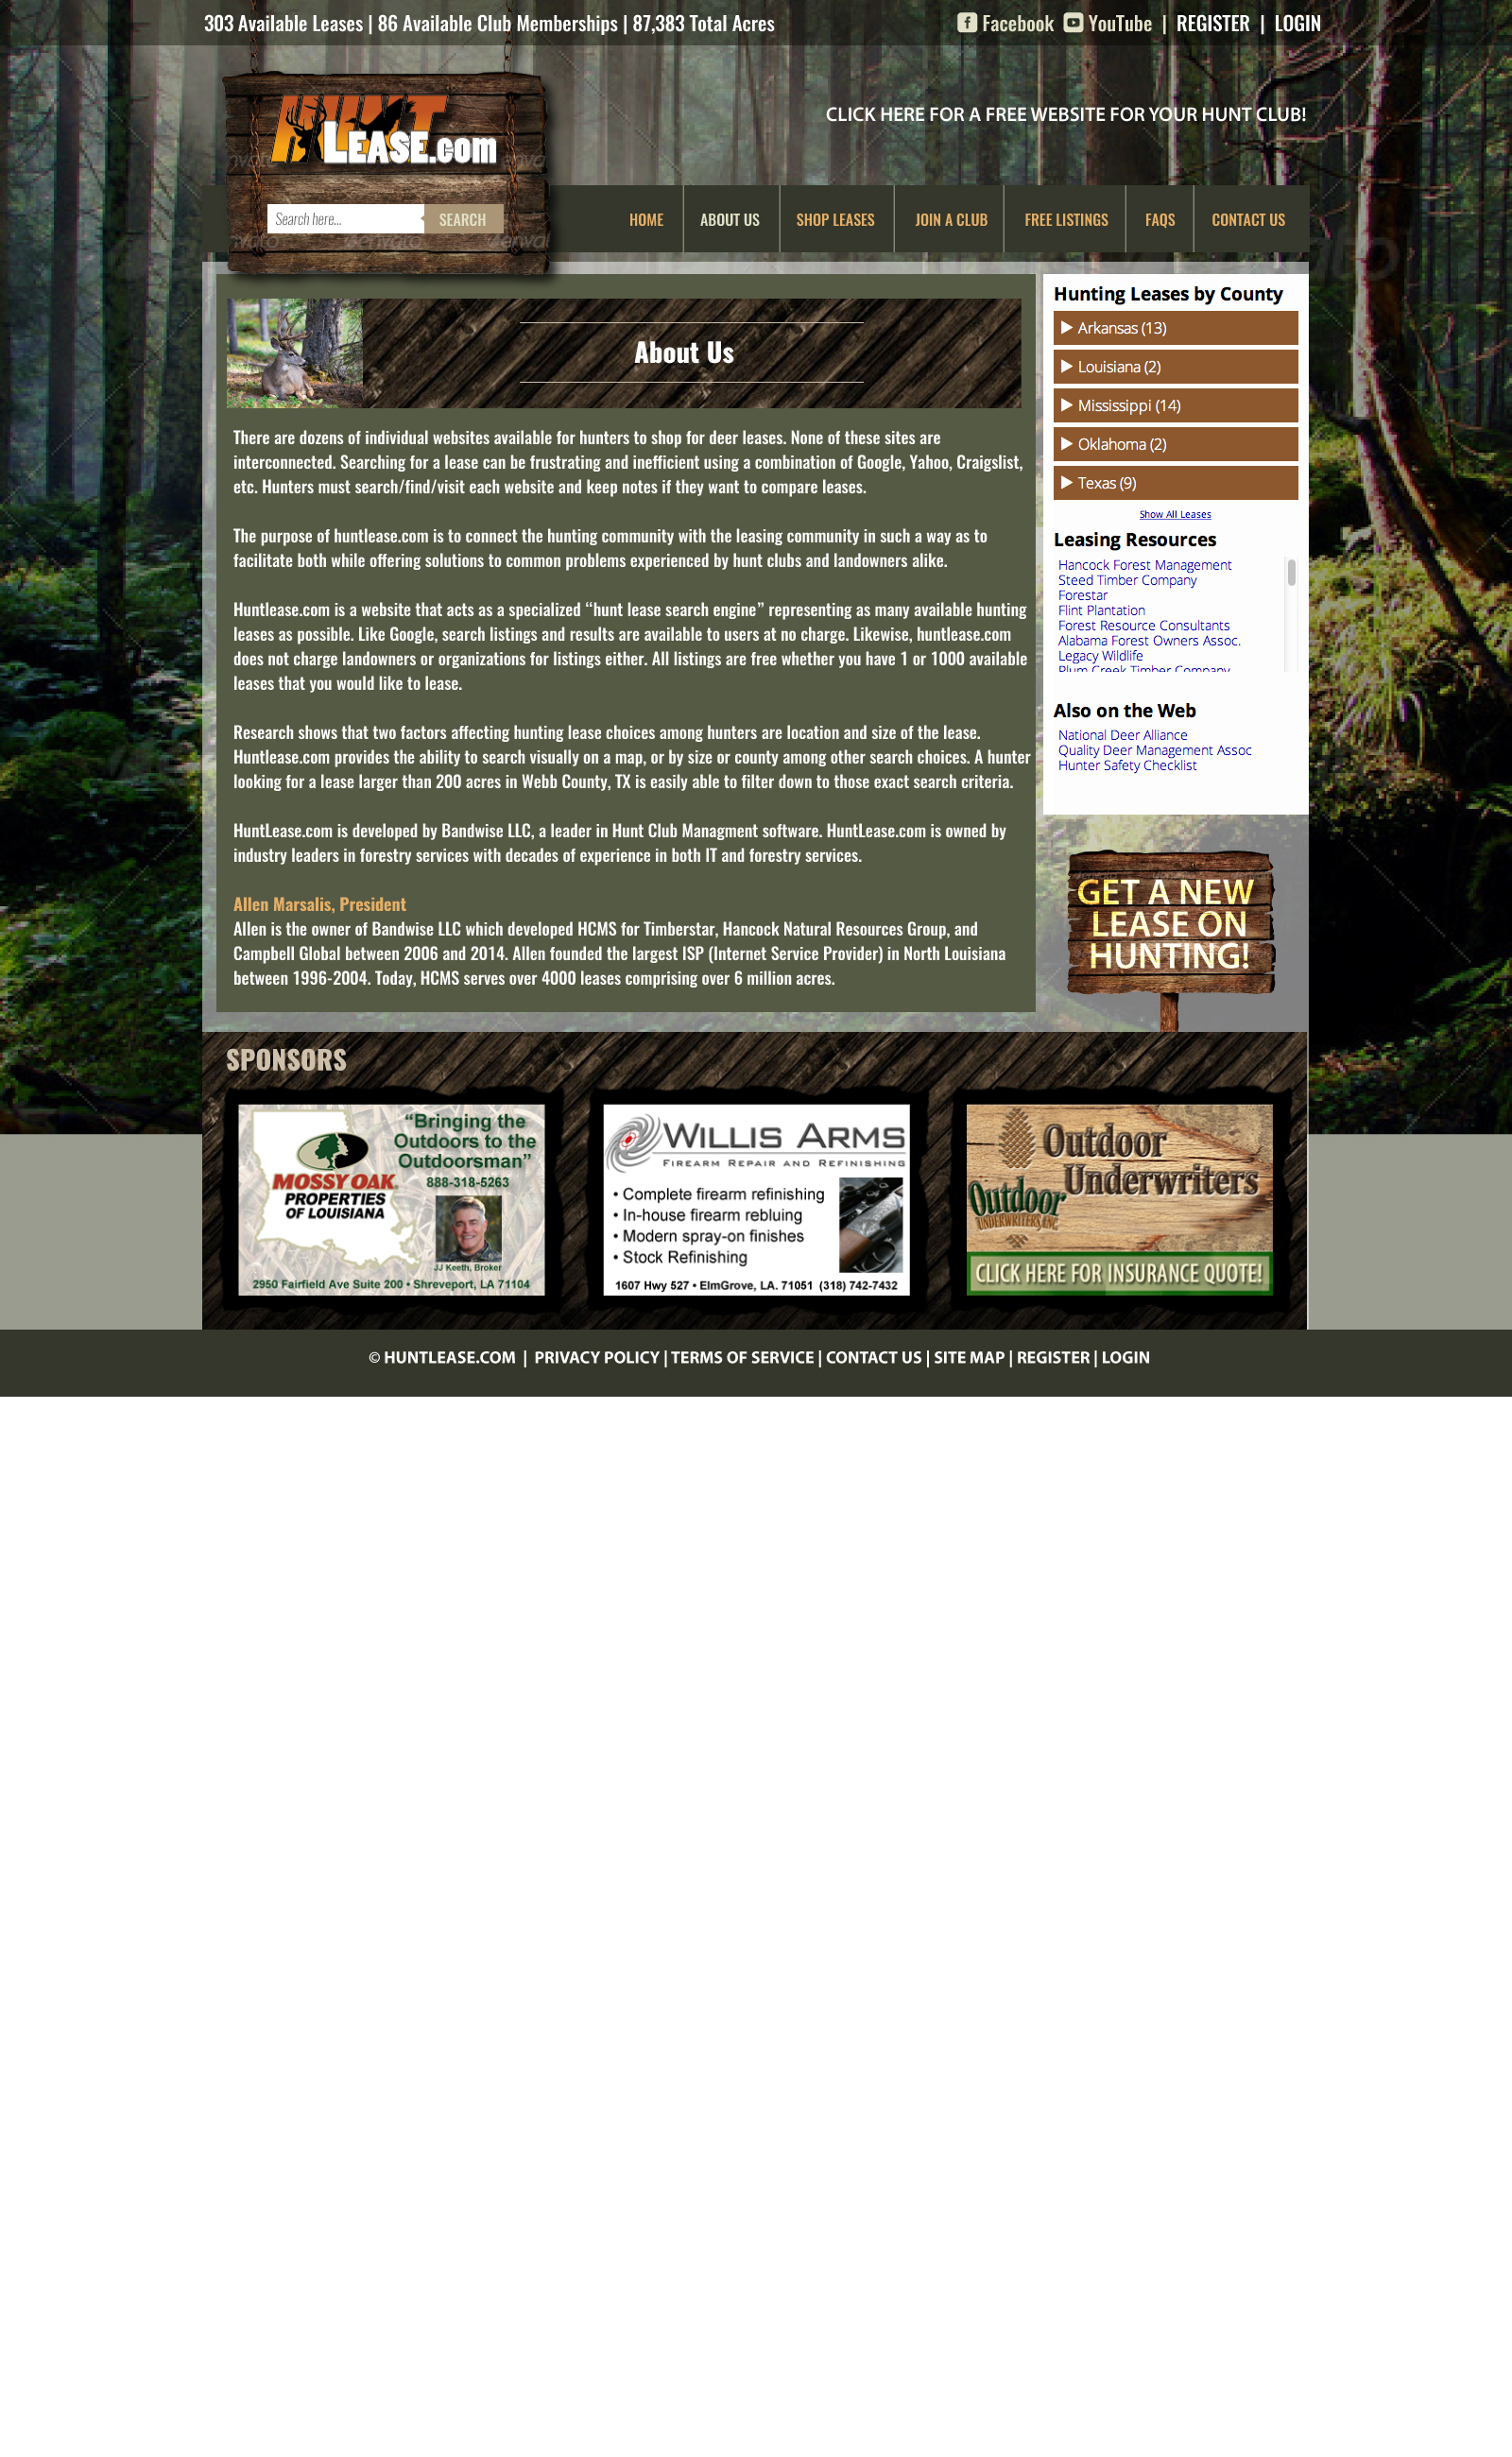 303 Available Leases | 86 Available Club Memberships | 87,383 Total Acres
Facebook YouTube | REGISTER | LOGIN
HUNT
LEASE.com
CLICK HERE FOR A FREE WEBSITE FOR YOUR HUNT CLUB!
Search here...
SEARCH
HOME
ABOUT US
SHOP LEASES
JOIN A CLUB
FREE LISTINGS
FAQS
CONTACT US
About Us
There are dozens of individual websites available for hunters to shop for deer leases. None of these sites are
interconnected. Searching for a lease can be frustrating and inefficient using a combination of Google, Yahoo, Craigslist,
etc. Hunters must search/find/visit each website and keep notes if they want to compare leases.
The purpose of huntlease.com is to connect the hunting community with the leasing community in such a way as to
facilitate both while offering solutions to common problems experienced by hunt clubs and landowners alike.
Huntlease.com is a website that acts as a specialized “hunt lease search engine” representing as many available hunting
leases as possible. Like Google, search listings and results are available to users at no charge. Likewise, huntlease.com
does not charge landowners or organizations for listings either. All listings are free whether you have 1 or 1000 available
leases that you would like to lease.
Research shows that two factors affecting hunting lease choices among hunters are location and size of the lease.
Huntlease.com provides the ability to search visually on a map, or by size or county among other search choices. A hunter
looking for a lease larger than 200 acres in Webb County, TX is easily able to filter down to those exact search criteria.
HuntLease.com is developed by Bandwise LLC, a leader in Hunt Club Managment software. HuntLease.com is owned by
industry leaders in forestry services with decades of experience in both IT and forestry services.
Allen Marsalis, President
Allen is the owner of Bandwise LLC which developed HCMS for Timberstar, Hancock Natural Resources Group, and
Campbell Global between 2006 and 2014. Allen founded the largest ISP (Internet Service Provider) in North Louisiana
between 1996-2004. Today, HCMS serves over 4000 leases comprising over 6 million acres.
Hunting Leases by County
Arkansas (13)
Louisiana (2)
Mississippi (14)
Oklahoma (2)
Texas (9)
Show All Leases
Leasing Resources
Hancock Forest Management
Steed Timber Company
Forestar
Flint Plantation
Forest Resource Consultants
Alabama Forest Owners Assoc.
Legacy Wildlife
Plum Creek Timber Company
Also on the Web
National Deer Alliance
Quality Deer Management Assoc
Hunter Safety Checklist
GET A NEW
LEASE ON
HUNTING!
SPONSORS
“Bringing the
Outdoors to the
Outdoorsman”
888-318-5263
MOSSY OAK
PROPERTIES
OF LOUISIANA
JJ Keeth, Broker
2950 Fairfield Ave Suite 200 • Shreveport, LA 71104
WILLIS ARMS
FIREARM REPAIR AND REFINISHING
• Complete firearm refinishing
• In-house firearm rebluing
• Modern spray-on finishes
• Stock Refinishing
1607 Hwy 527 • ElmGrove, LA. 71051 (318) 742-7432
Outdoor
Underwriters
Outdoor
UNDERWRITERS, INC.
CLICK HERE FOR INSURANCE QUOTE!
© HUNTLEASE.COM | PRIVACY POLICY | TERMS OF SERVICE | CONTACT US | SITE MAP | REGISTER | LOGIN